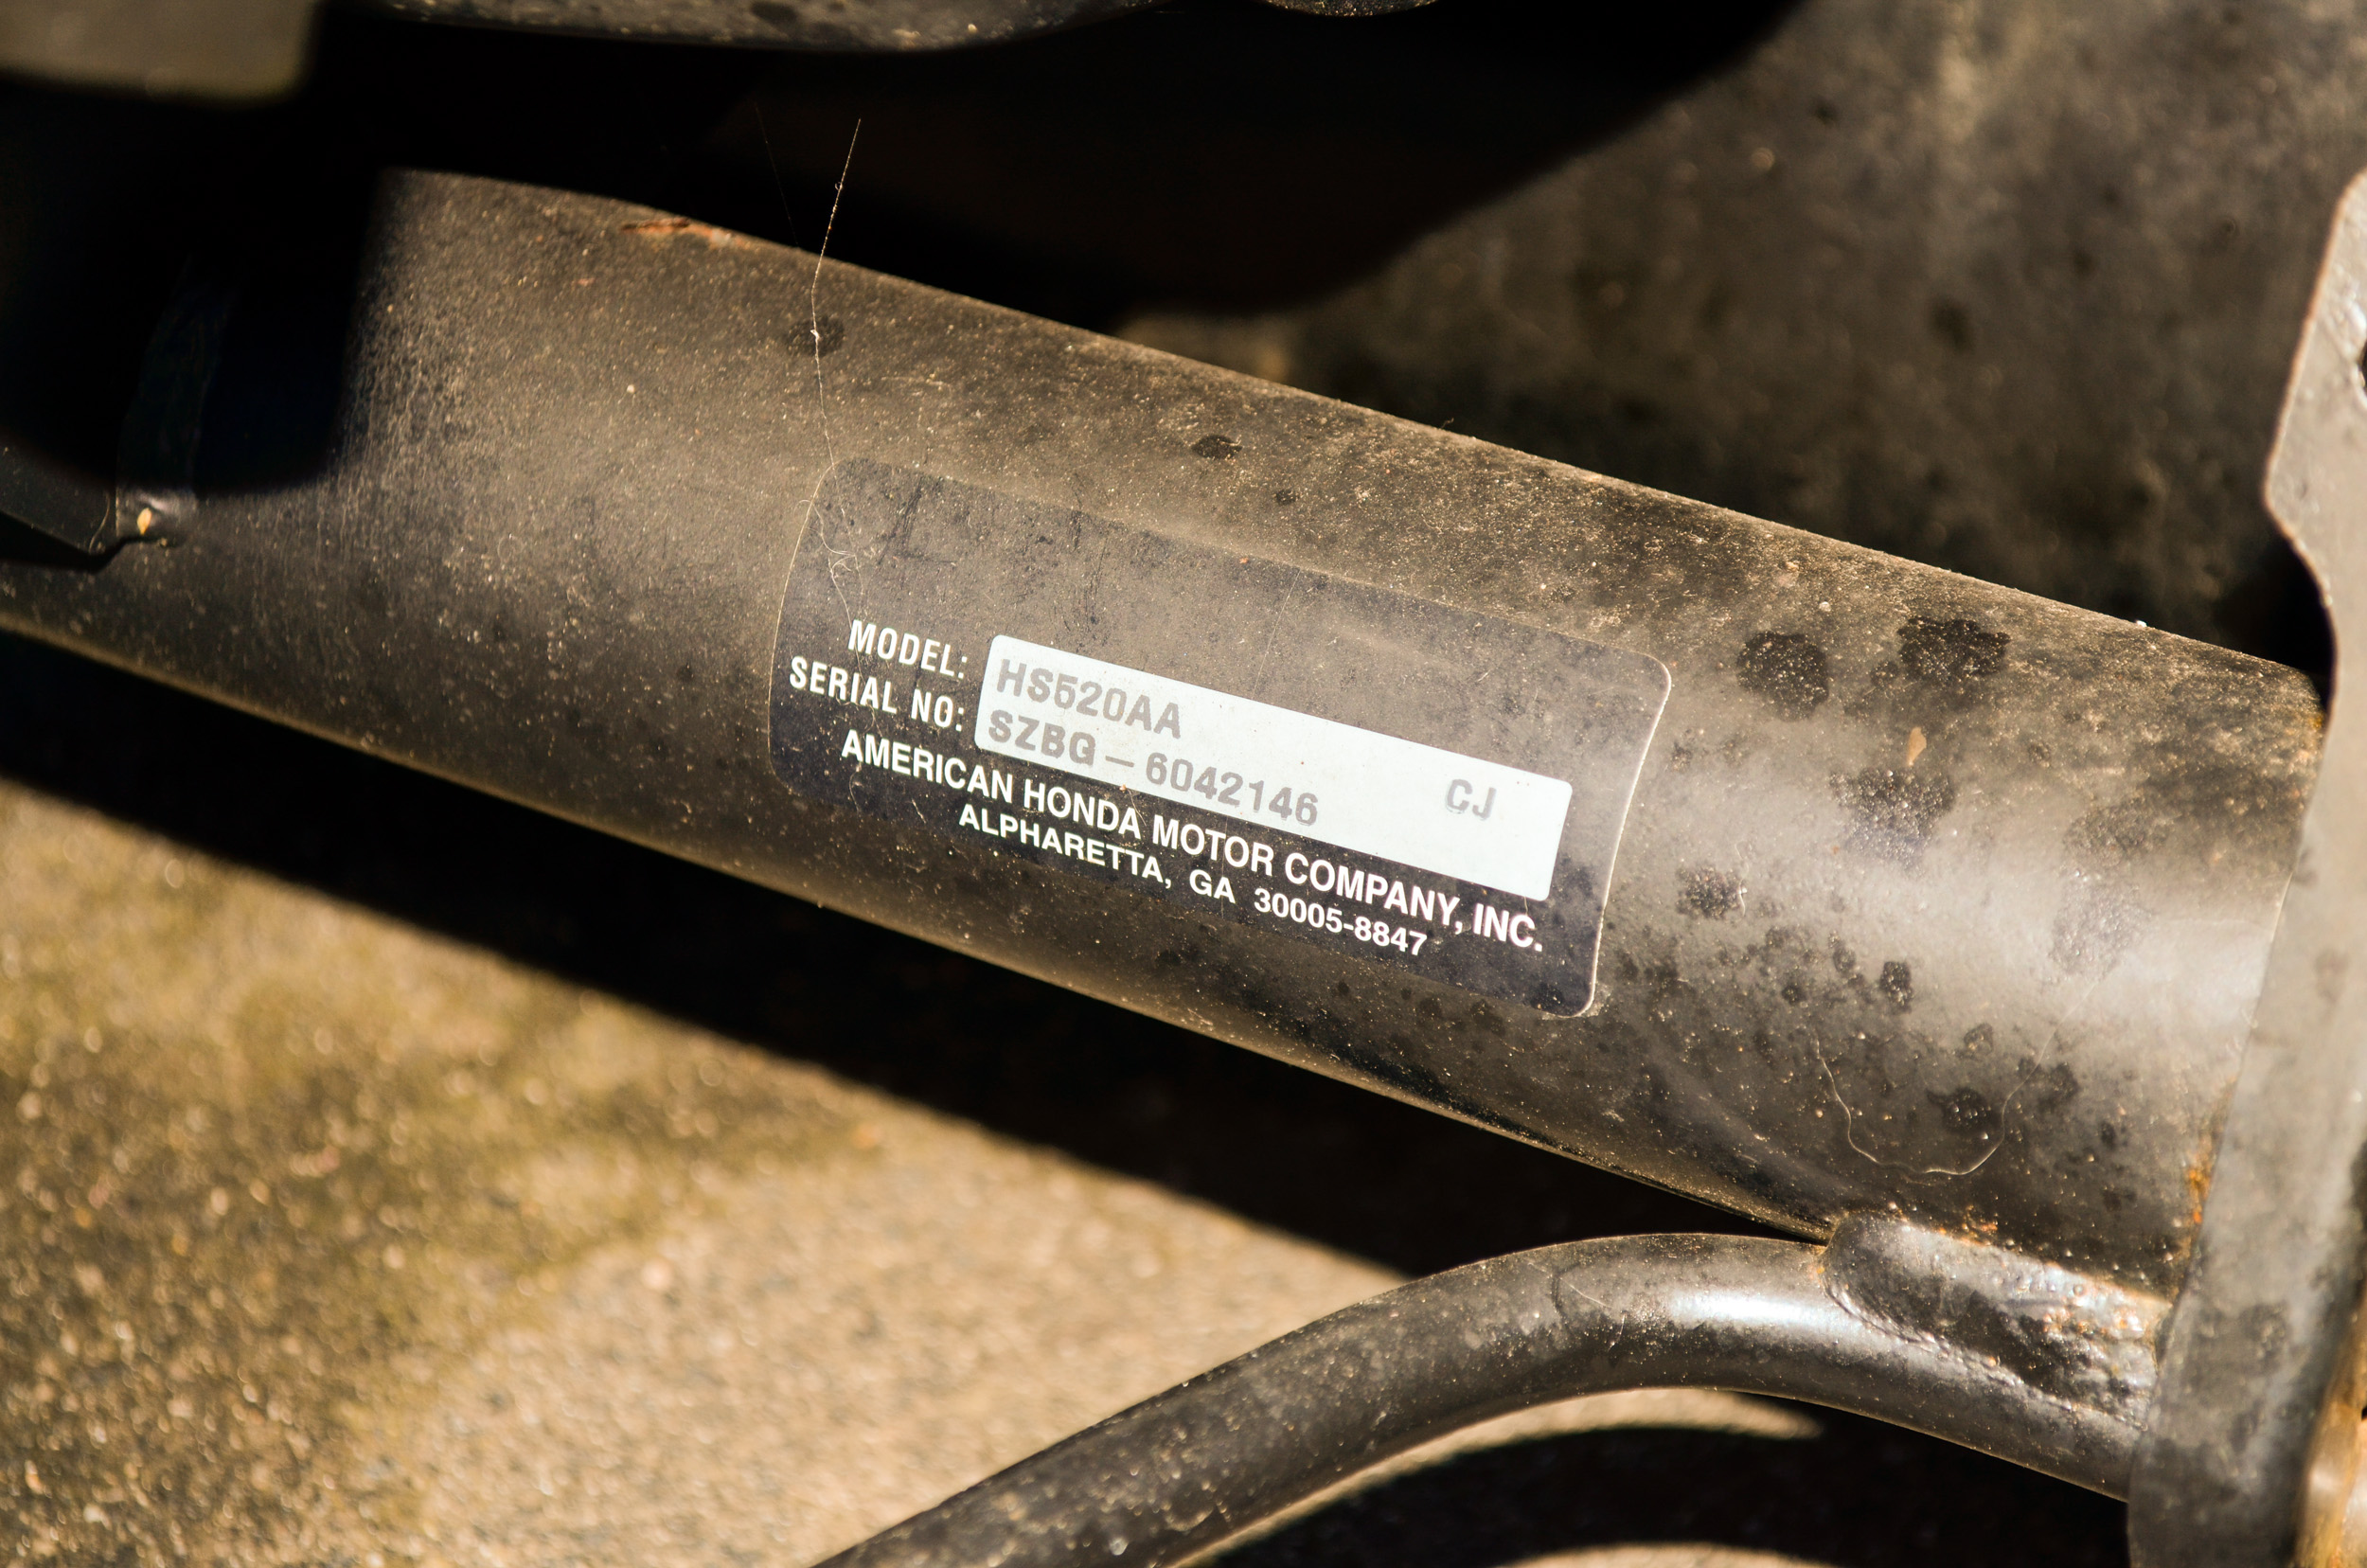 MODEL: HS520AA
SERIAL NO: SZBG – 6042146 CJ
AMERICAN HONDA MOTOR COMPANY, INC.
ALPHARETTA, GA 30005-8847